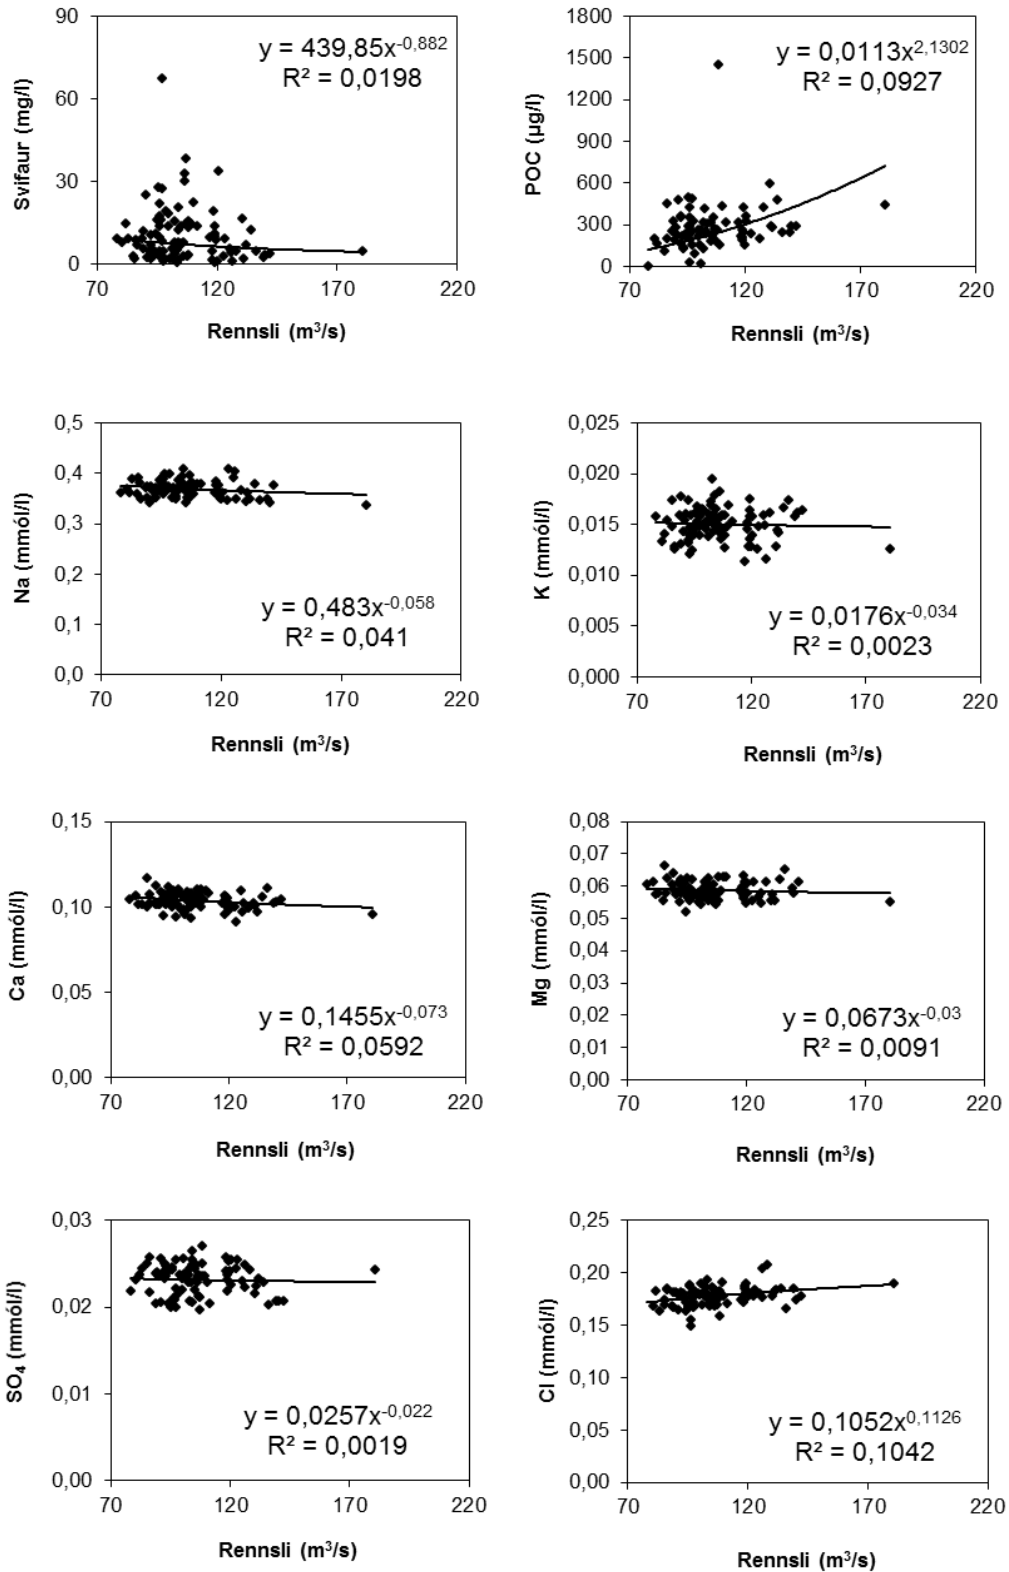 90
60
30
0
Svifaur (mg/l)
y = 439,85x^-0,882
R² = 0,0198
70 120 170 220
Rennsli (m³/s)
1800
1500
1200
900
600
300
0
POC (µg/l)
y = 0,0113x^2,1302
R² = 0,0927
70 120 170 220
Rennsli (m³/s)
0,5
0,4
0,3
0,2
0,1
0,0
Na (mmól/l)
y = 0,483x^-0,058
R² = 0,041
70 120 170 220
Rennsli (m³/s)
0,025
0,020
0,015
0,010
0,005
0,000
K (mmól/l)
y = 0,0176x^-0,034
R² = 0,0023
70 120 170 220
Rennsli (m³/s)
0,15
0,10
0,05
0,00
Ca (mmól/l)
y = 0,1455x^-0,073
R² = 0,0592
70 120 170 220
Rennsli (m³/s)
0,08
0,07
0,06
0,05
0,04
0,03
0,02
0,01
0,00
Mg (mmól/l)
y = 0,0673x^-0,03
R² = 0,0091
70 120 170 220
Rennsli (m³/s)
0,03
0,02
0,01
0,00
SO₄ (mmól/l)
y = 0,0257x^-0,022
R² = 0,0019
70 120 170 220
Rennsli (m³/s)
0,25
0,20
0,15
0,10
0,05
0,00
Cl (mmól/l)
y = 0,1052x^0,1126
R² = 0,1042
70 120 170 220
Rennsli (m³/s)